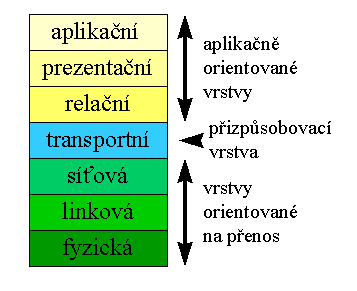 aplikační
prezentační
relační
transportní
síťová
linková
fyzická
aplikačně
orientované
vrstvy
přizpůsobovací
vrstva
vrstvy
orientované
na přenos